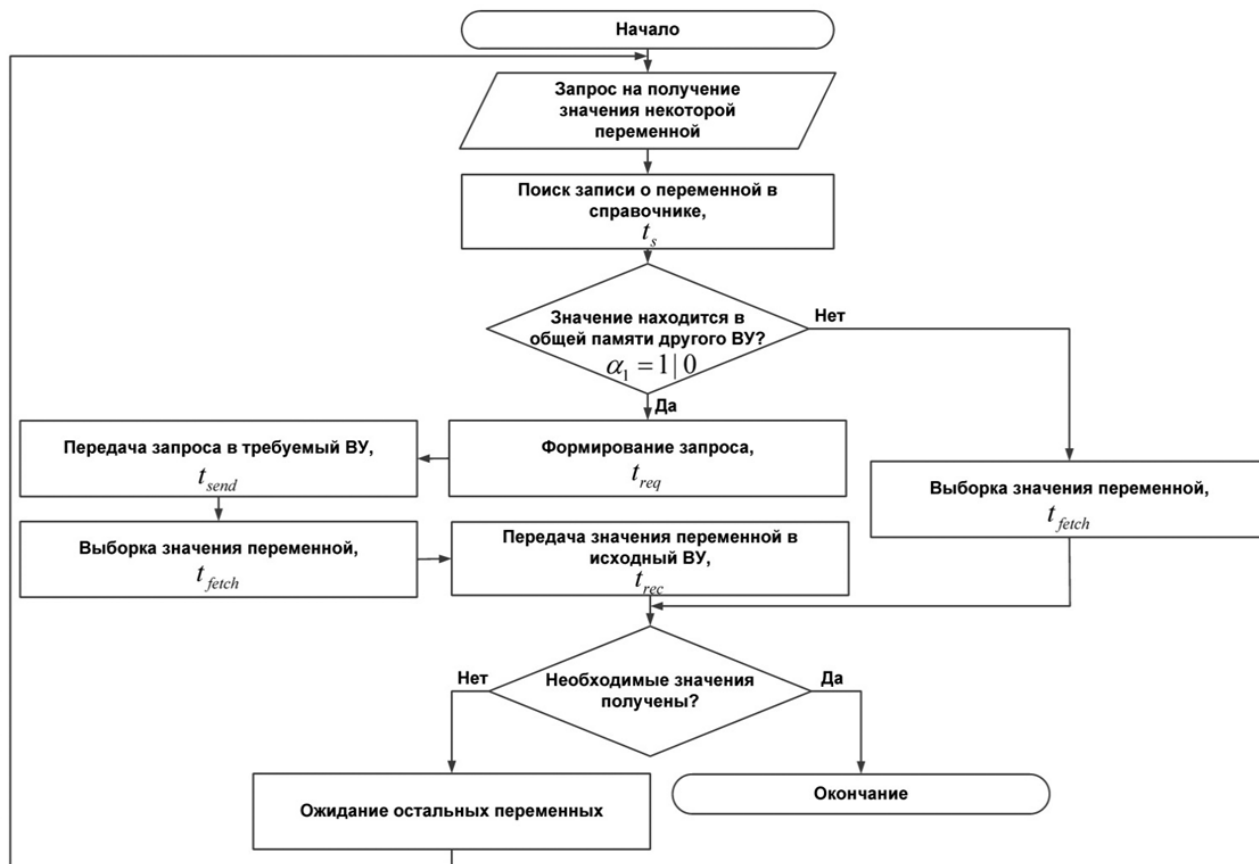 Начало
Запрос на получение
значения некоторой
переменной
Поиск записи о переменной в
справочнике,
t_s
Значение находится в
общей памяти другого ВУ?
α_1 = 1 | 0
Нет
Да
Передача запроса в требуемый ВУ,
t_send
Формирование запроса,
t_req
Выборка значения переменной,
t_fetch
Выборка значения переменной,
t_fetch
Передача значения переменной в
исходный ВУ,
t_rec
Необходимые значения
получены?
Нет
Да
Ожидание остальных переменных
Окончание